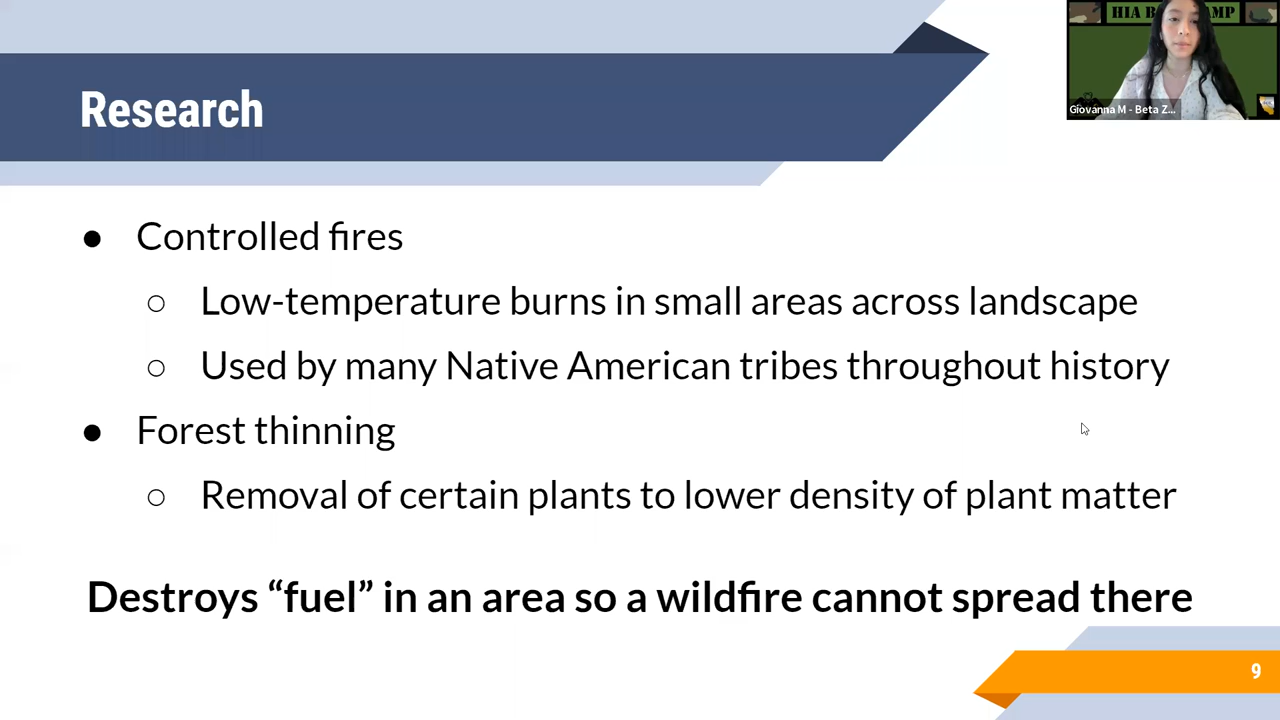 HIA B AMP
Research
Giovanna M - Beta Z...
● Controlled fires
○ Low-temperature burns in small areas across landscape
○ Used by many Native American tribes throughout history
● Forest thinning
○ Removal of certain plants to lower density of plant matter
Destroys “fuel” in an area so a wildfire cannot spread there
9